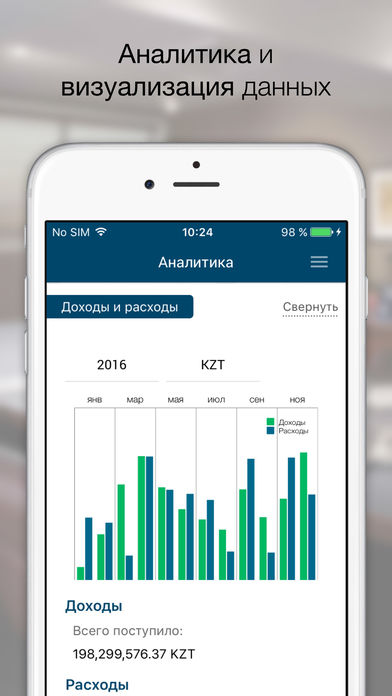 Аналитика и
визуализация данных
No SIM 10:24 98 %
Аналитика
Доходы и расходы Свернуть
2016 KZT
янв мар мая июл сен ноя
Доходы
Расходы
Доходы
Всего поступило:
198,299,576.37 KZT
Расходы